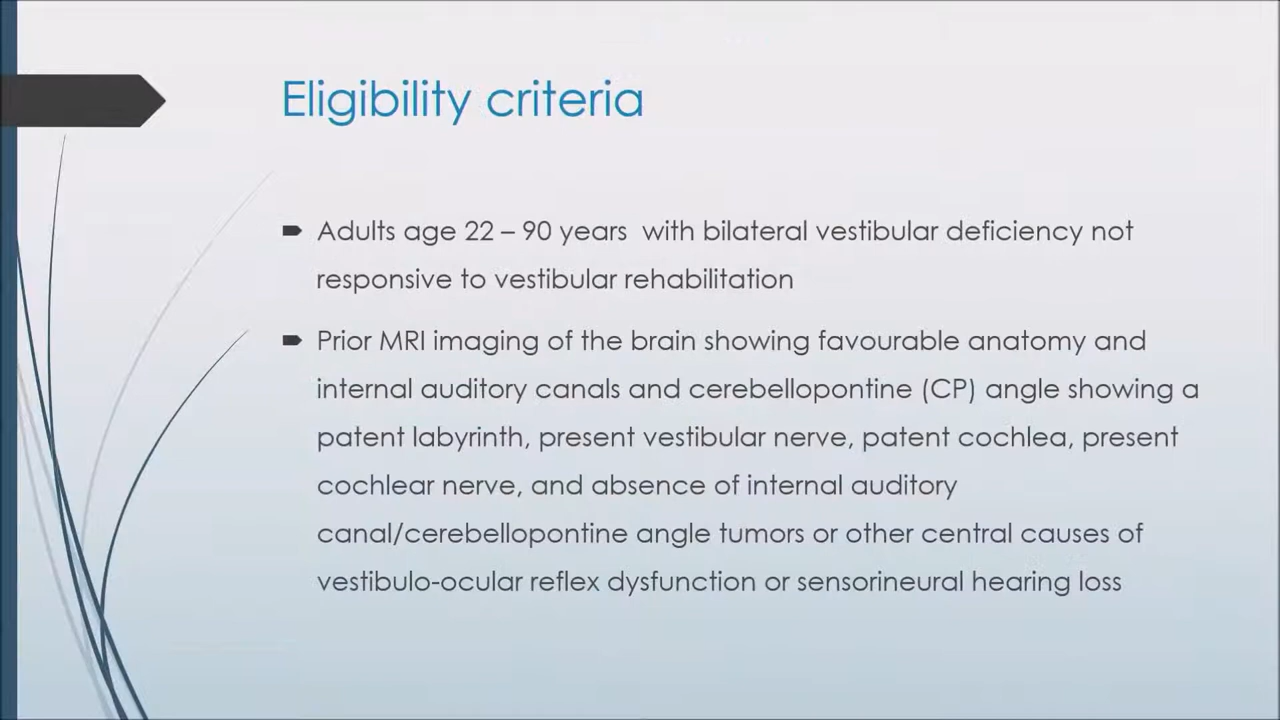 Eligibility criteria
Adults age 22 – 90 years  with bilateral vestibular deficiency not
responsive to vestibular rehabilitation
Prior MRI imaging of the brain showing favourable anatomy and
internal auditory canals and cerebellopontine (CP) angle showing a
patent labyrinth, present vestibular nerve, patent cochlea, present
cochlear nerve, and absence of internal auditory
canal/cerebellopontine angle tumors or other central causes of
vestibulo-ocular reflex dysfunction or sensorineural hearing loss